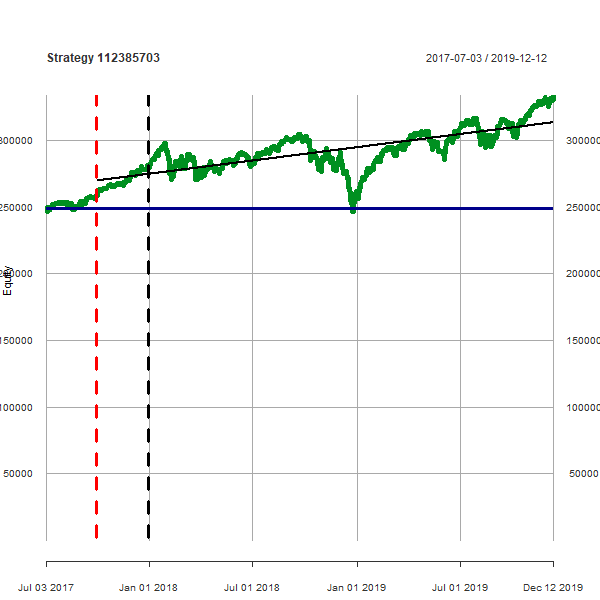 Strategy 112385703
2017-07-03 / 2019-12-12
300000
300000
250000
250000
Equity
200000
200000
150000
150000
100000
100000
50000
50000
Jul 03 2017
Jan 01 2018
Jul 01 2018
Jan 01 2019
Jul 01 2019
Dec 12 2019